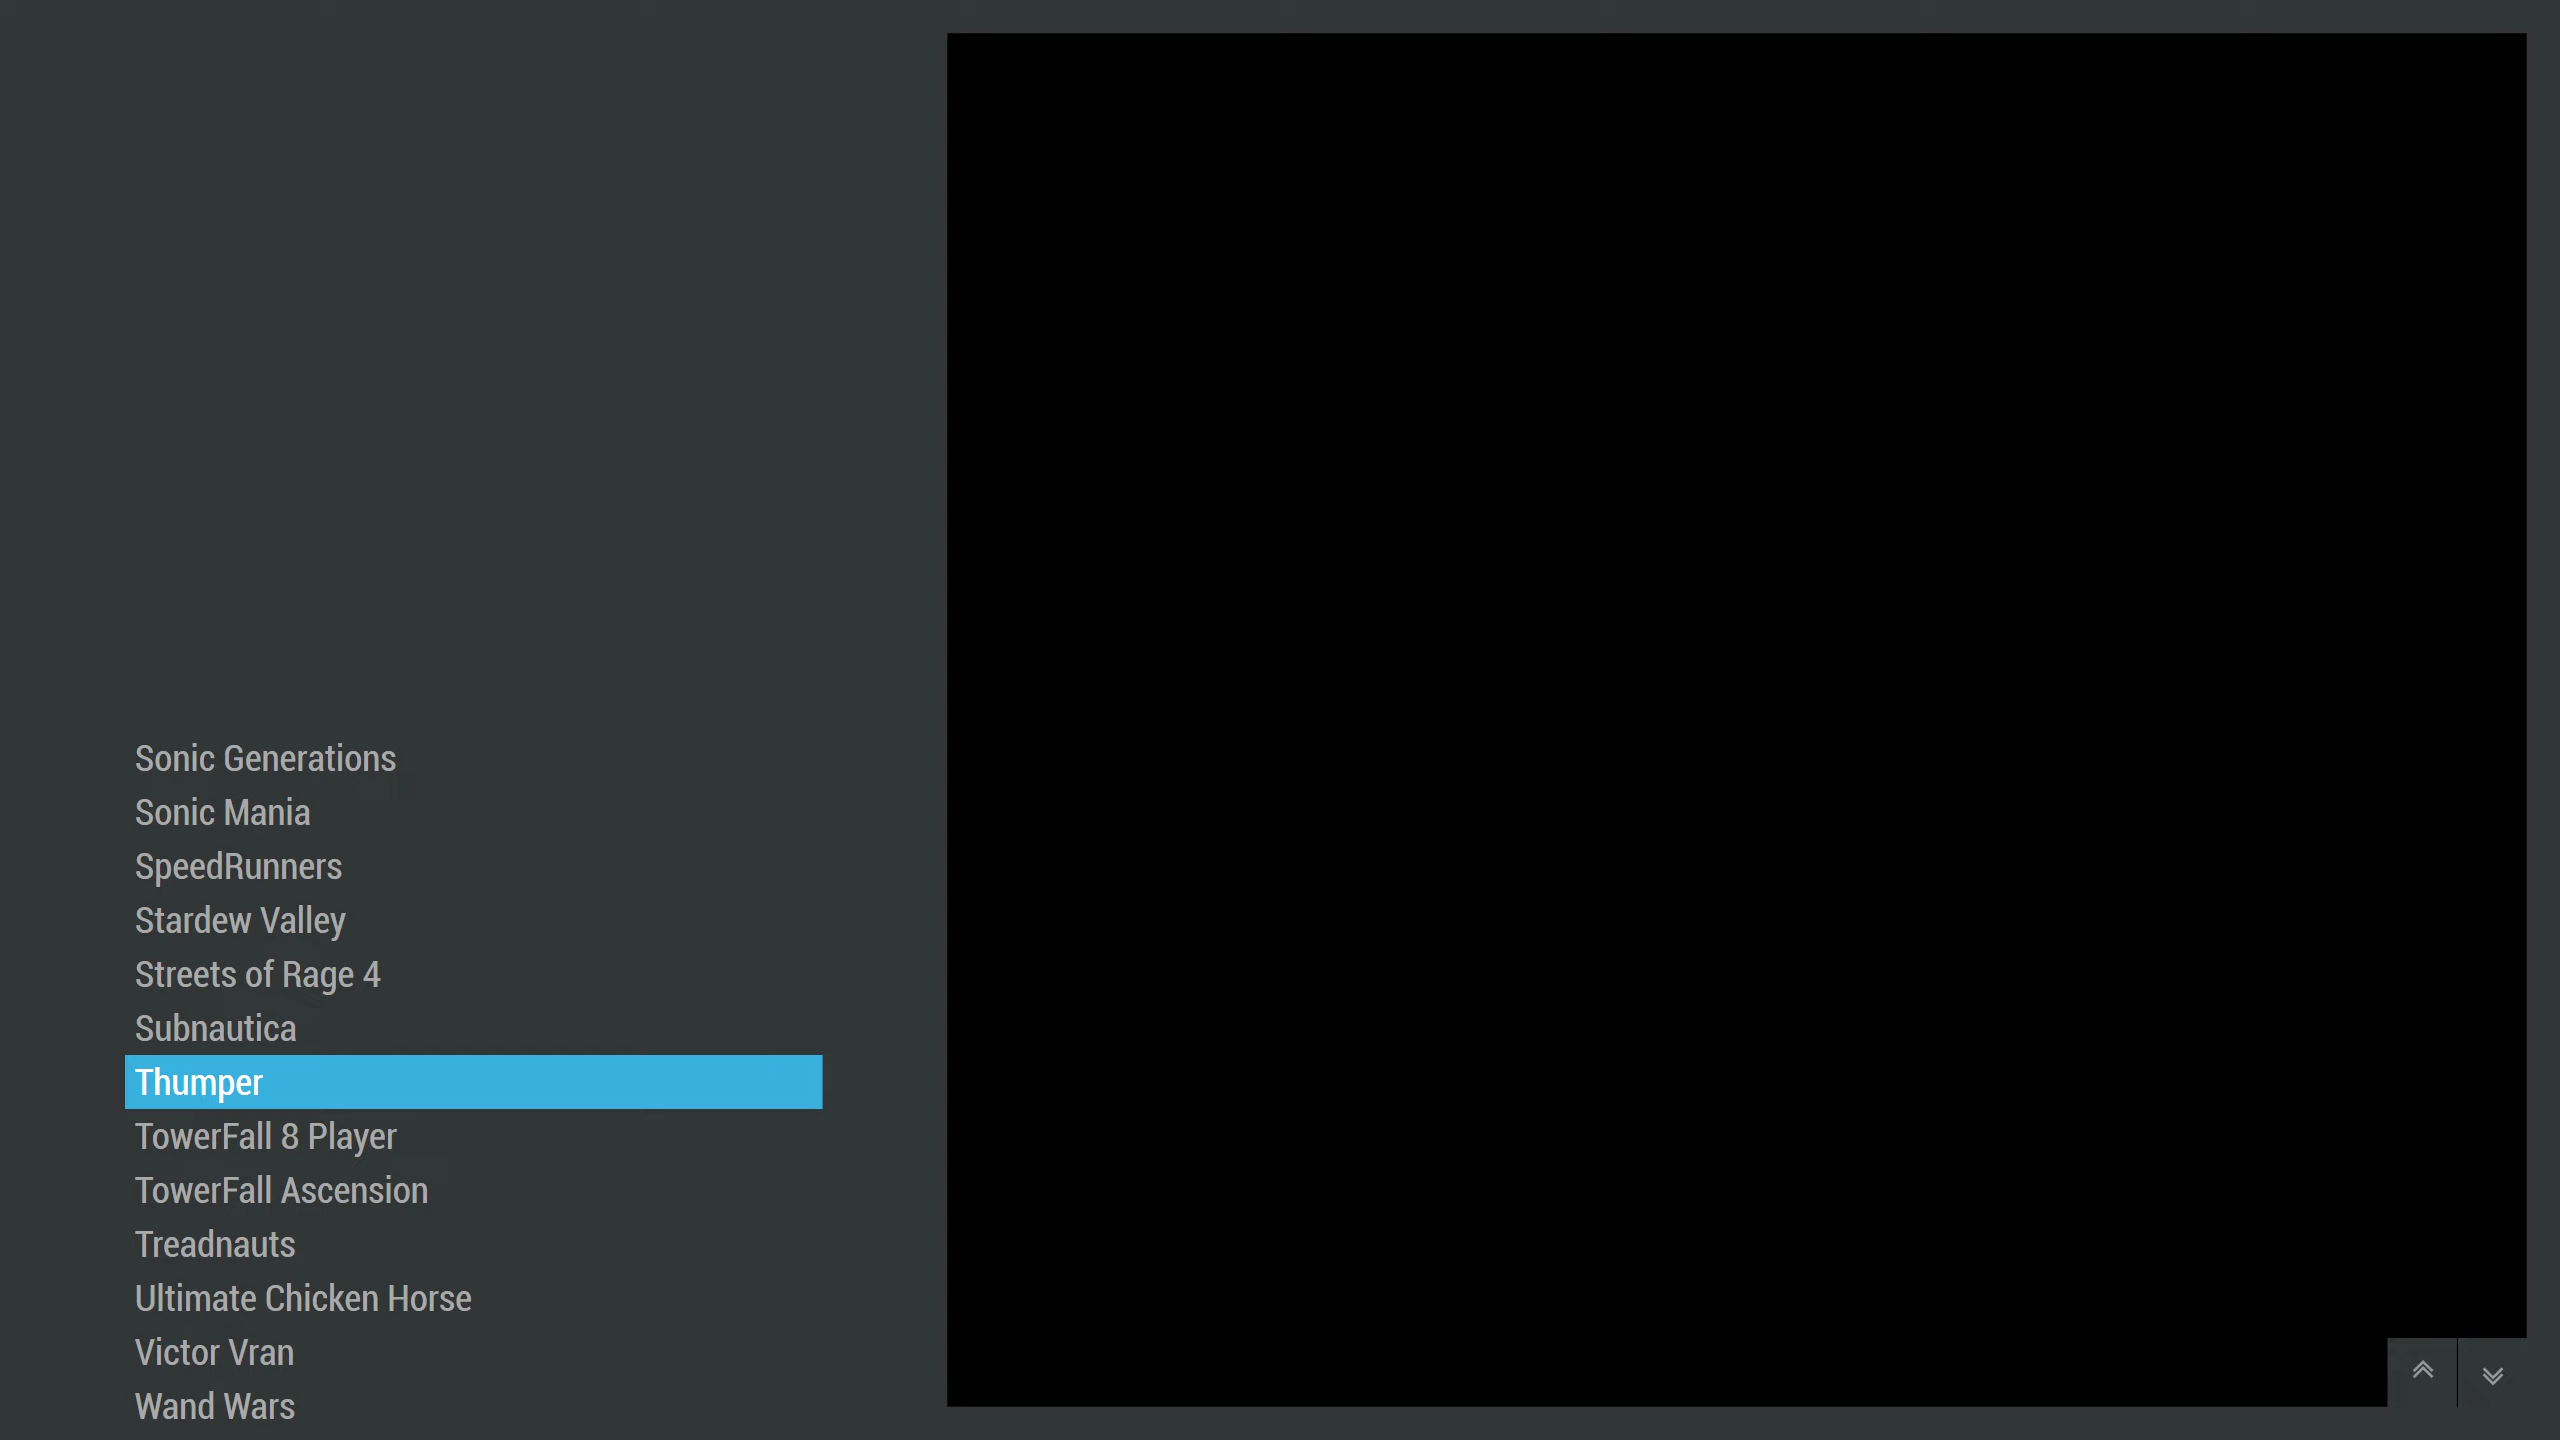 Sonic Generations
Sonic Mania
SpeedRunners
Stardew Valley
Streets of Rage 4
Subnautica
Thumper
TowerFall 8 Player
TowerFall Ascension
Treadnauts
Ultimate Chicken Horse
Victor Vran
Wand Wars